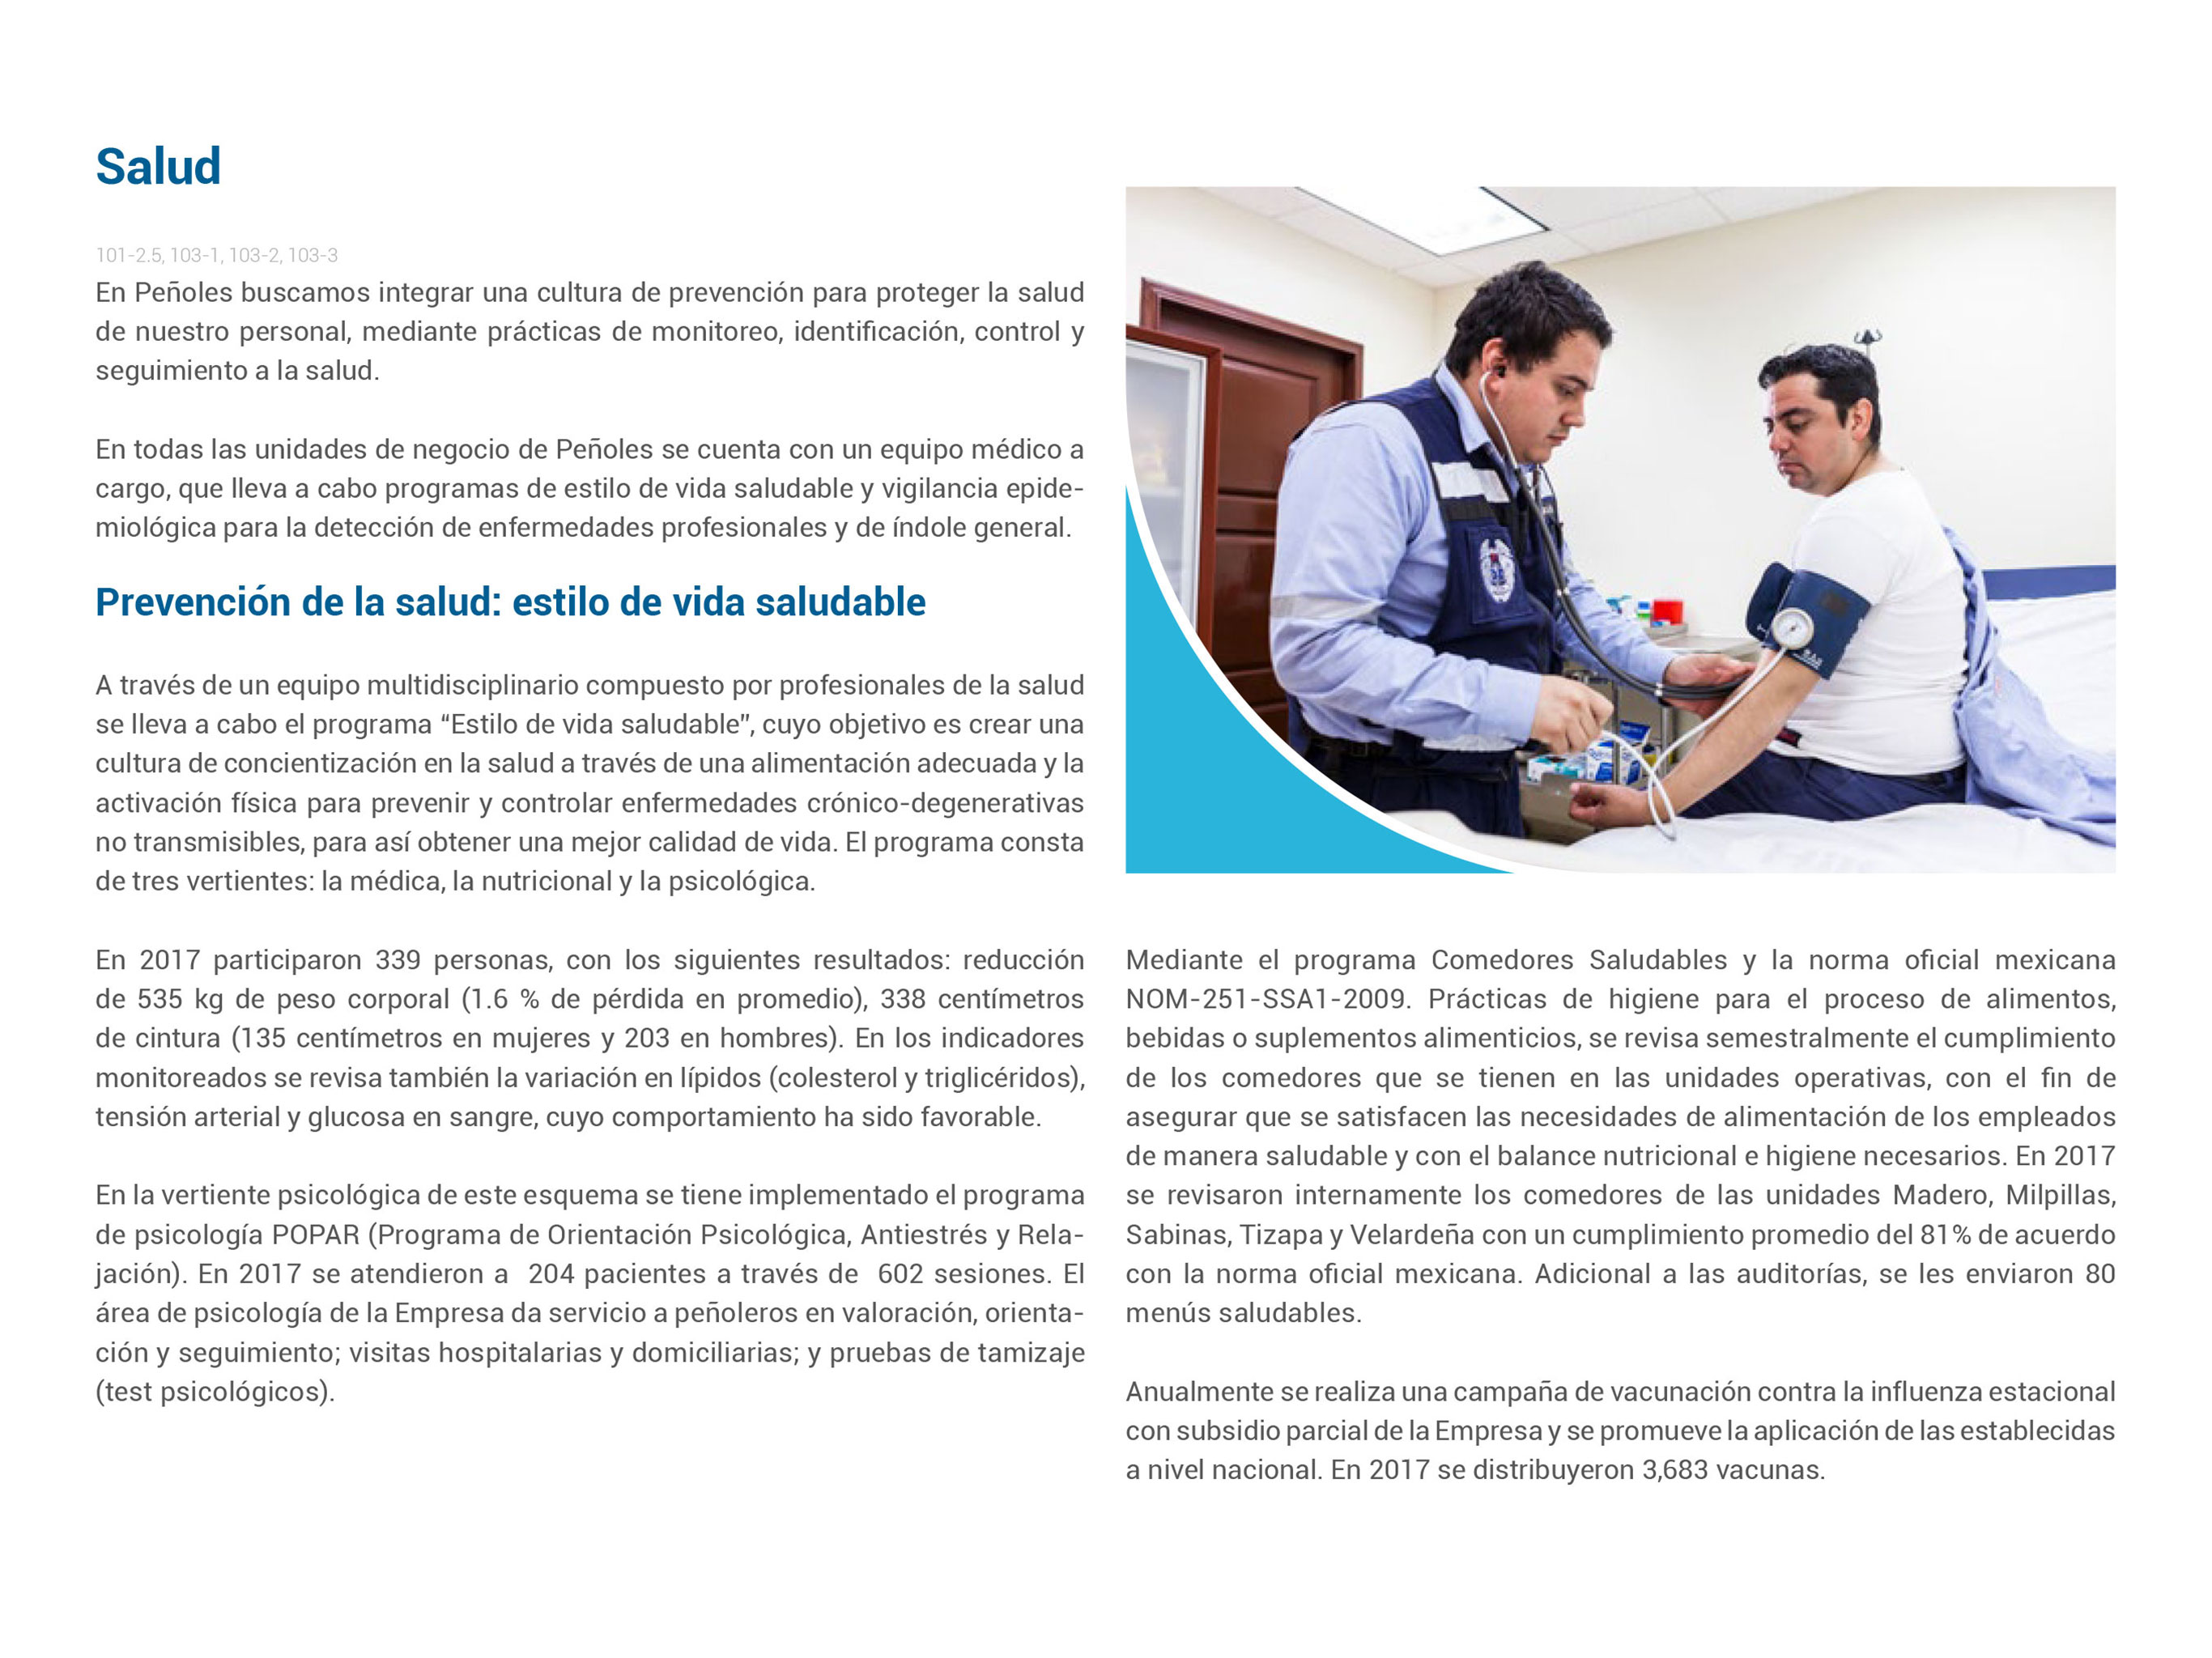 Salud
101-2.5, 103-1, 103-2, 103-3
En Peñoles buscamos integrar una cultura de prevención para proteger la salud
de nuestro personal, mediante prácticas de monitoreo, identificación, control y
seguimiento a la salud.
En todas las unidades de negocio de Peñoles se cuenta con un equipo médico a
cargo, que lleva a cabo programas de estilo de vida saludable y vigilancia epide-
miológica para la detección de enfermedades profesionales y de índole general.
Prevención de la salud: estilo de vida saludable
A través de un equipo multidisciplinario compuesto por profesionales de la salud
se lleva a cabo el programa “Estilo de vida saludable”, cuyo objetivo es crear una
cultura de concientización en la salud a través de una alimentación adecuada y la
activación física para prevenir y controlar enfermedades crónico-degenerativas
no transmisibles, para así obtener una mejor calidad de vida. El programa consta
de tres vertientes: la médica, la nutricional y la psicológica.
En 2017 participaron 339 personas, con los siguientes resultados: reducción
de 535 kg de peso corporal (1.6 % de pérdida en promedio), 338 centímetros
de cintura (135 centímetros en mujeres y 203 en hombres). En los indicadores
monitoreados se revisa también la variación en lípidos (colesterol y triglicéridos),
tensión arterial y glucosa en sangre, cuyo comportamiento ha sido favorable.
En la vertiente psicológica de este esquema se tiene implementado el programa
de psicología POPAR (Programa de Orientación Psicológica, Antiestrés y Rela-
jación). En 2017 se atendieron a 204 pacientes a través de 602 sesiones. El
área de psicología de la Empresa da servicio a peñoleros en valoración, orienta-
ción y seguimiento; visitas hospitalarias y domiciliarias; y pruebas de tamizaje
(test psicológicos).
Mediante el programa Comedores Saludables y la norma oficial mexicana
NOM-251-SSA1-2009. Prácticas de higiene para el proceso de alimentos,
bebidas o suplementos alimenticios, se revisa semestralmente el cumplimiento
de los comedores que se tienen en las unidades operativas, con el fin de
asegurar que se satisfacen las necesidades de alimentación de los empleados
de manera saludable y con el balance nutricional e higiene necesarios. En 2017
se revisaron internamente los comedores de las unidades Madero, Milpillas,
Sabinas, Tizapa y Velardeña con un cumplimiento promedio del 81% de acuerdo
con la norma oficial mexicana. Adicional a las auditorías, se les enviaron 80
menús saludables.
Anualmente se realiza una campaña de vacunación contra la influenza estacional
con subsidio parcial de la Empresa y se promueve la aplicación de las establecidas
a nivel nacional. En 2017 se distribuyeron 3,683 vacunas.